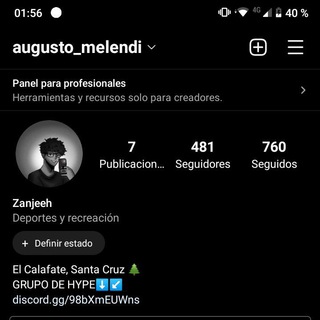 01:56 4G 40 %
augusto_melendi
Panel para profesionales
Herramientas y recursos solo para creadores.
7 481 760
Publicacion... Seguidores Seguidos
Zanjeeh
Deportes y recreación
+ Definir estado
El Calafate, Santa Cruz 🌲
GRUPO DE HYPE⬇️↙️
discord.gg/98bXmEUWns